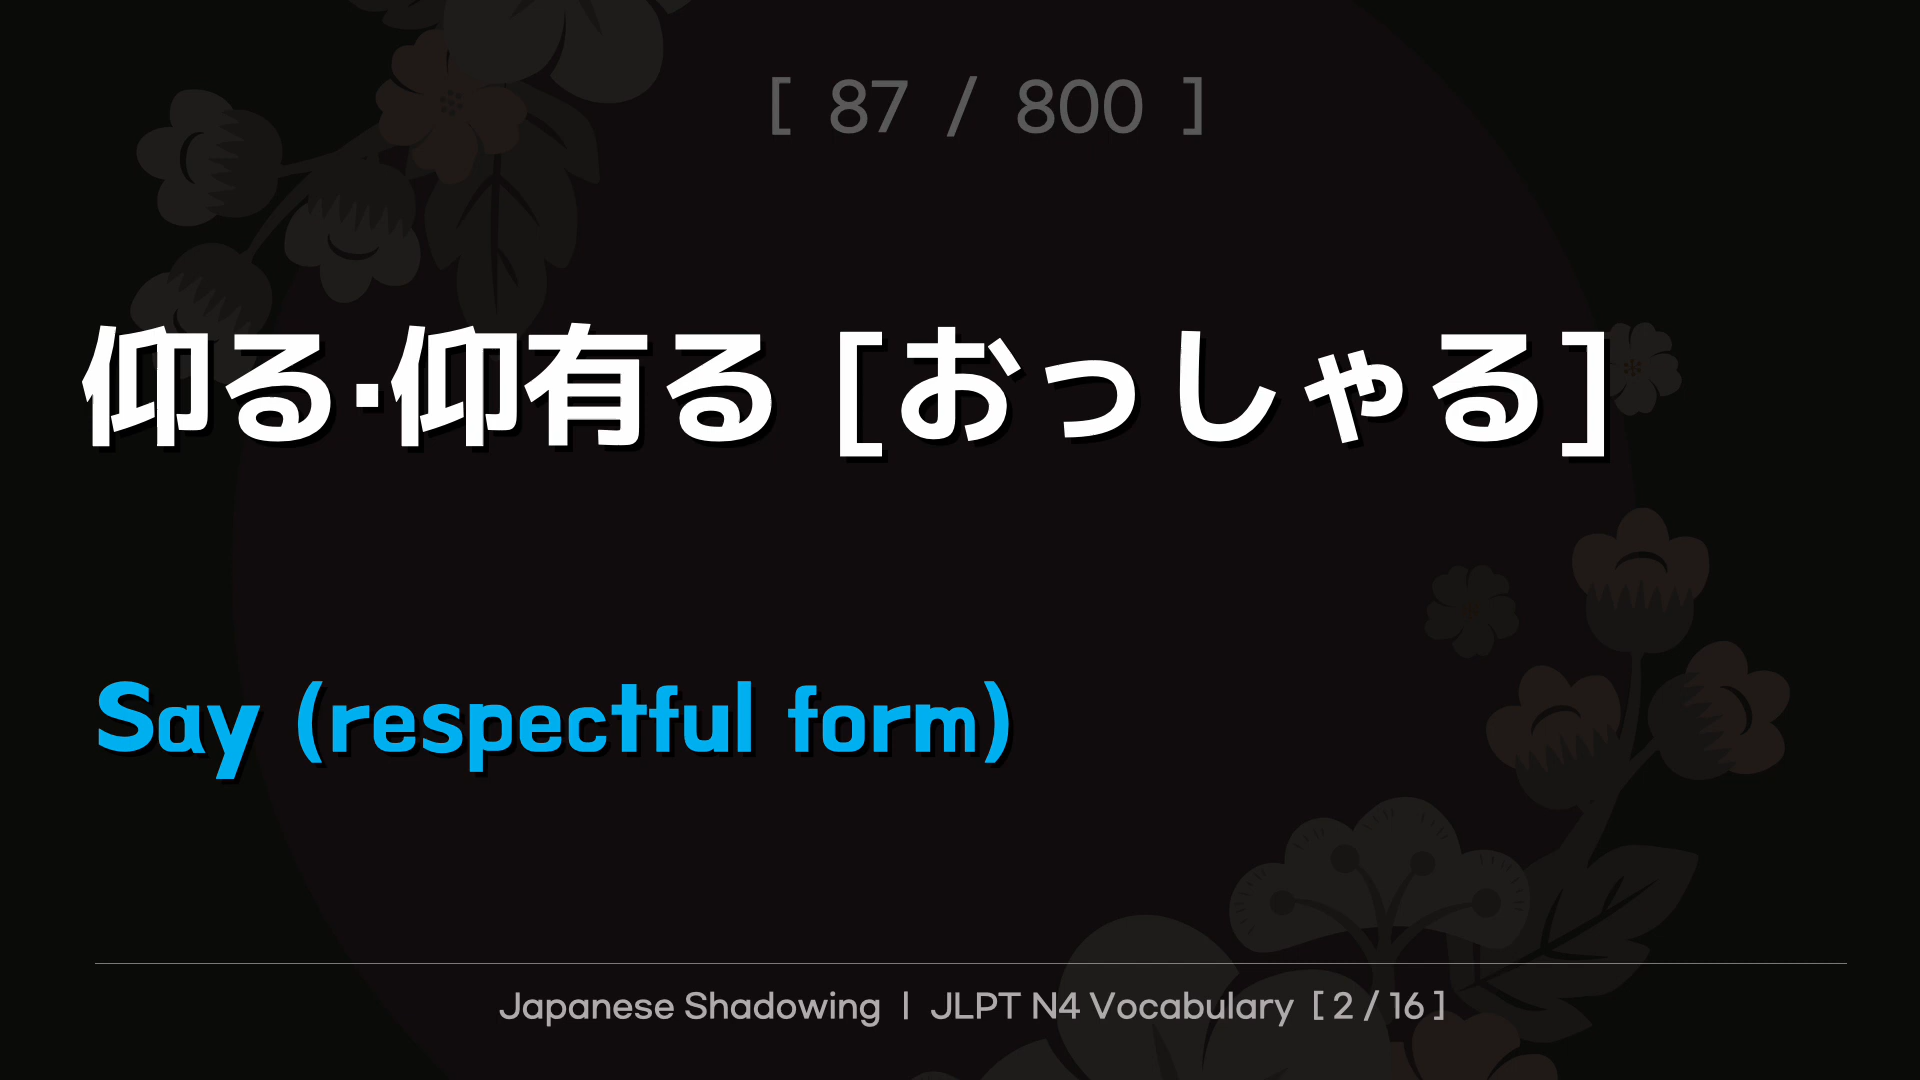 [ 87 / 800 ]
仰る·仰有る [おっしゃる]
Say (respectful form)
Japanese Shadowing | JLPT N4 Vocabulary [ 2 / 16 ]